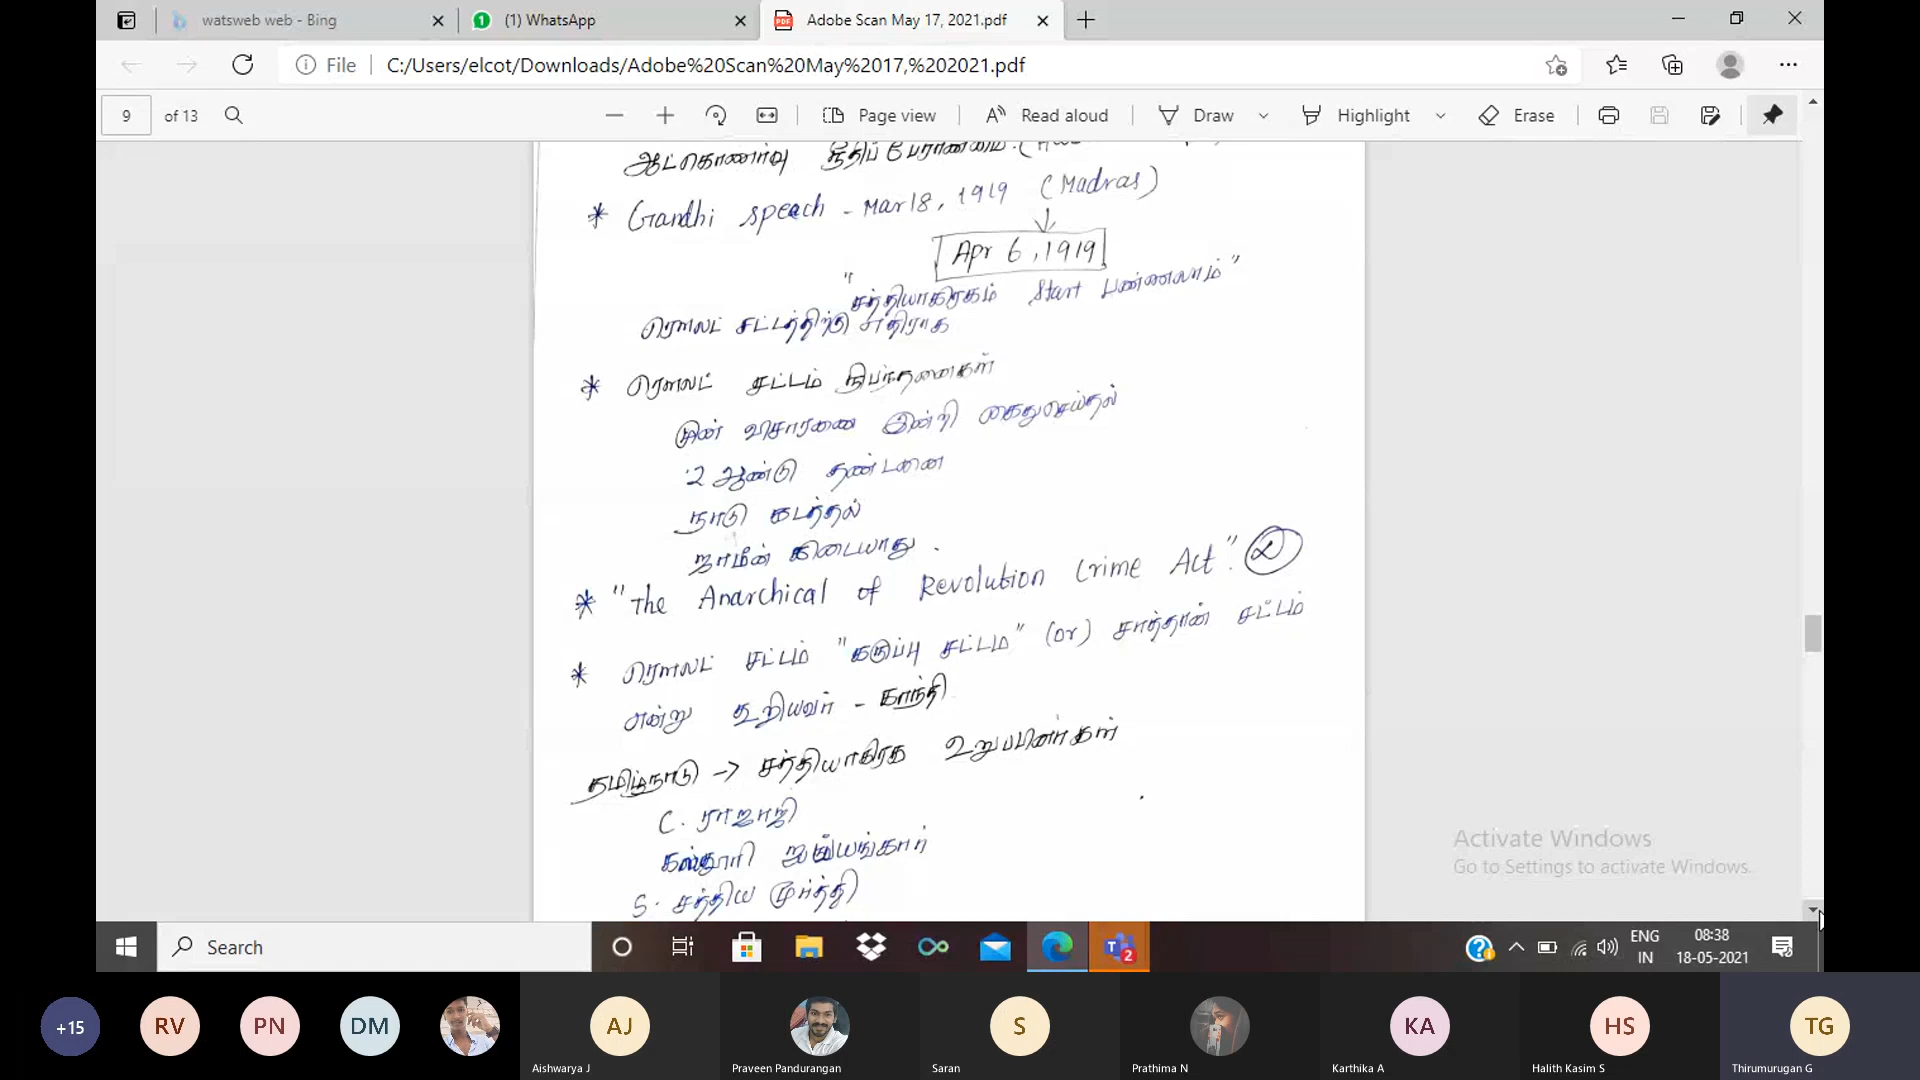 watsweb web - Bing
(1) WhatsApp
Adobe Scan May 17, 2021.pdf
File
C:/Users/elcot/Downloads/Adobe%20Scan%20May%2017,%202021.pdf
9 of 13
Page view
Read aloud
Draw
Highlight
Erase
ஆட்கொணர்வு நீதிப் பேராணை
* Gandhi speach - Mar 18, 1919 (Madras)
Apr 6, 1919
"சத்தியாகிரகம் start பண்ணலாம்"
ரௌலட் சட்டத்திற்கு எதிராக
* ரௌலட் சட்டம் நிபந்தனைகள்
முன் விசாரணை இன்றி கைதுசெய்தல்
2 ஆண்டு தண்டனை
நாடு கடத்தல்
ஜாமீன் கிடையாது.
* "The Anarchical of Revolution Crime Act".
* ரௌலட் சட்டம் "கருப்பு சட்டம்" (or) சாத்தான் சட்டம்
என்று கூறியவர் - காந்தி
தமிழ்நாடு -> சத்தியாகிரக உறுப்பினர்கள்
C. ராஜாஜி
கஸ்தூரி ஐய்யங்கார்
S. சத்திய மூர்த்தி
Activate Windows
Go to Settings to activate Windows.
Search
2
ENG
IN
08:38
18-05-2021
+15
RV
PN
DM
AJ
S
KA
HS
TG
Aishwarya J
Praveen Pandurangan
Saran
Prathima N
Karthika A
Halith Kasim S
Thirumurugan G